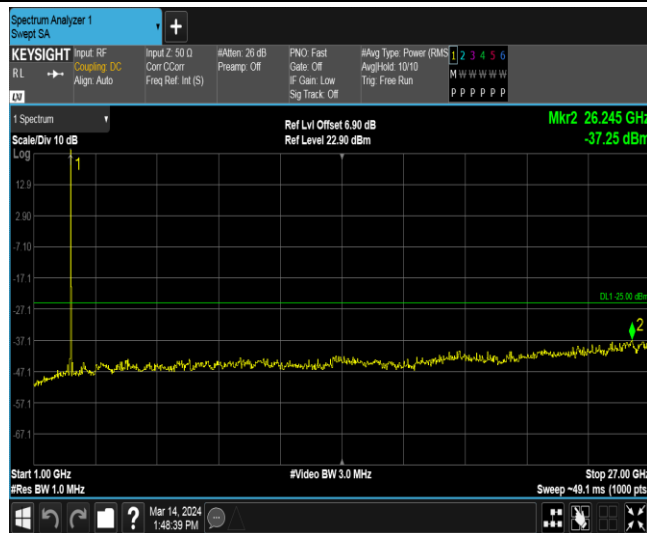 Spectrum Analyzer 1
Swept SA
+
KEYSIGHT
RL
LXI
Input: RF
Coupling: DC
Align: Auto
Input Z: 50 Ω
Corr CCorr
Freq Ref: Int (S)
#Atten: 26 dB
Preamp: Off
PNO: Fast
Gate: Off
IF Gain: Low
Sig Track: Off
#Avg Type: Power (RMS
Avg|Hold: 10/10
Trig: Free Run
1 2 3 4 5 6
M W W W W W
P P P P P P
1 Spectrum
Scale/Div 10 dB
Ref Lvl Offset 6.90 dB
Ref Level 22.90 dBm
Mkr2 26.245 GHz
-37.25 dBm
Log
1
12.9
2.90
-7.10
-17.1
DL1 -25.00 dBm
-27.1
2
-37.1
-47.1
-57.1
-67.1
Start 1.00 GHz
#Res BW 1.0 MHz
#Video BW 3.0 MHz
Stop 27.00 GHz
Sweep ~49.1 ms (1000 pts
?
Mar 14, 2024
1:48:39 PM